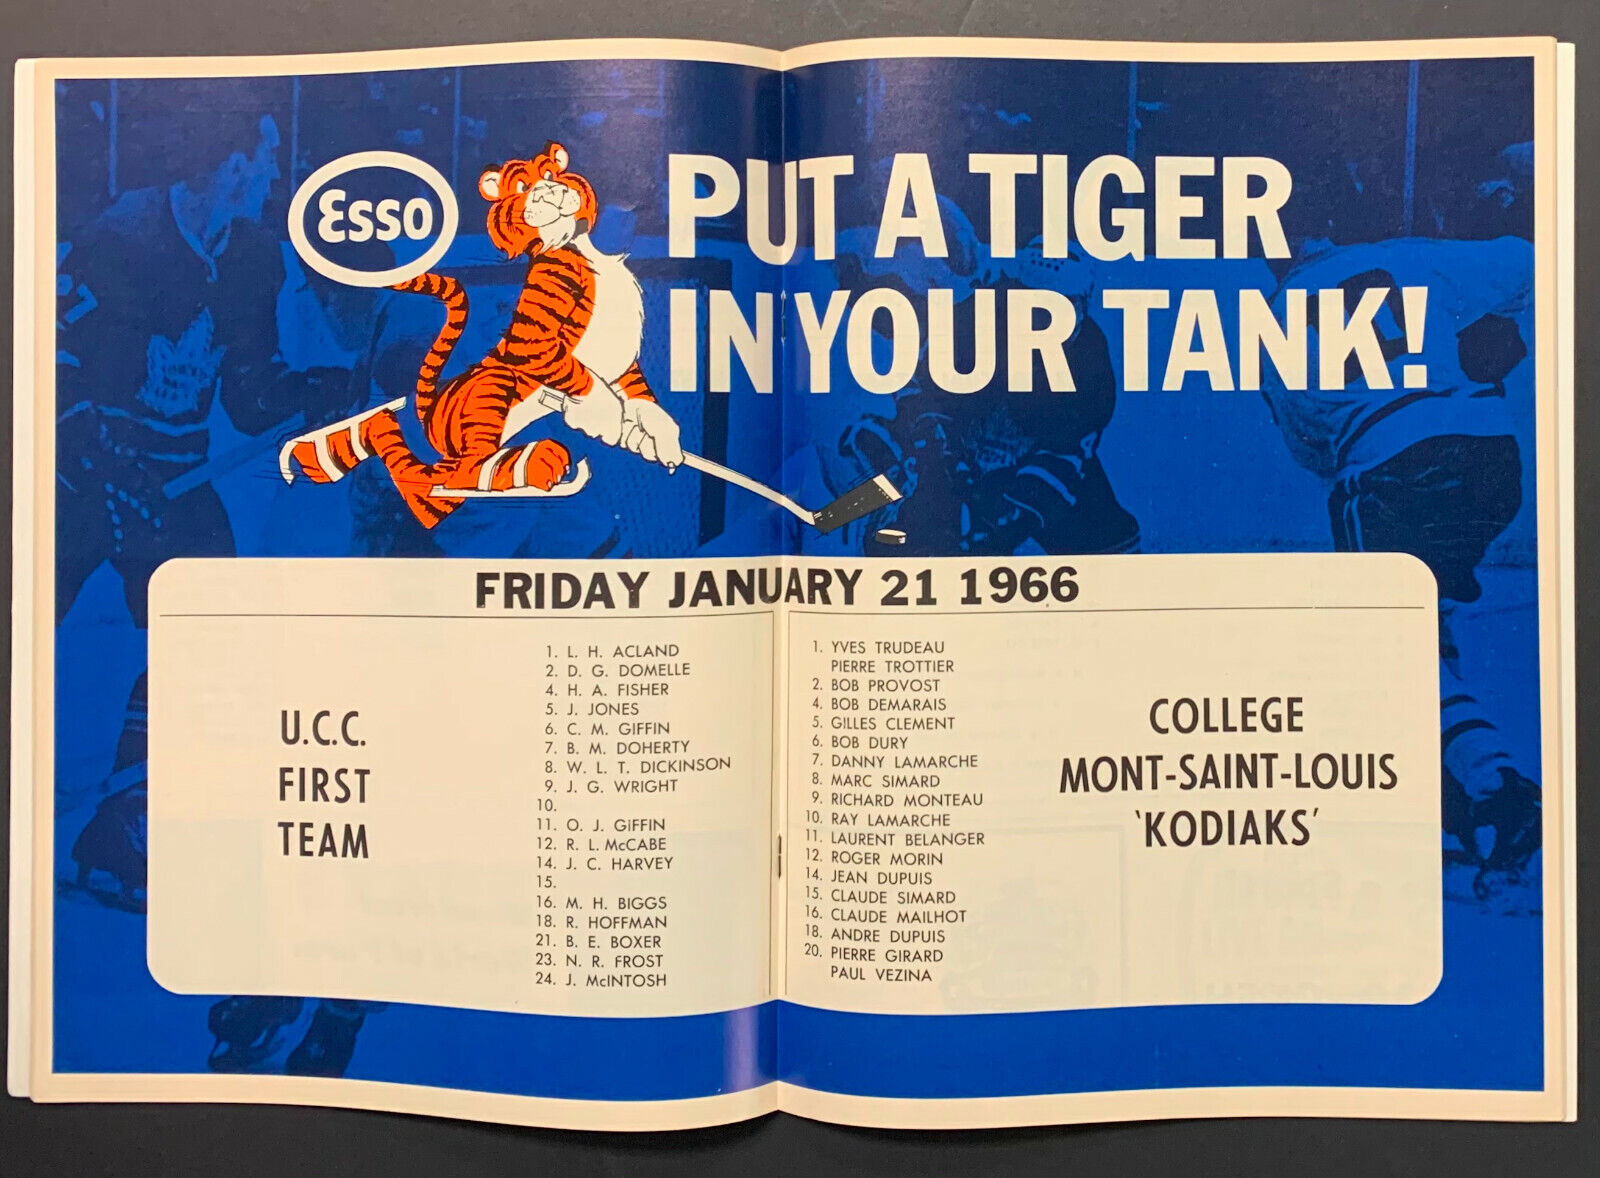 Esso
PUT A TIGER
IN YOUR TANK!
FRIDAY JANUARY 21 1966
U.C.C.
FIRST
TEAM
1. L. H. ACLAND
2. D. G. DOMELLE
4. H. A. FISHER
5. J. JONES
6. C. M. GIFFIN
7. B. M. DOHERTY
8. W. L. T. DICKINSON
9. J. G. WRIGHT
10.
11. O. J. GIFFIN
12. R. L. McCABE
14. J. C. HARVEY
15.
16. M. H. BIGGS
18. R. HOFFMAN
21. B. E. BOXER
23. N. R. FROST
24. J. McINTOSH
1. YVES TRUDEAU
PIERRE TROTTIER
2. BOB PROVOST
4. BOB DEMARAIS
5. GILLES CLEMENT
6. BOB DURY
7. DANNY LAMARCHE
8. MARC SIMARD
9. RICHARD MONTEAU
10. RAY LAMARCHE
11. LAURENT BELANGER
12. ROGER MORIN
14. JEAN DUPUIS
15. CLAUDE SIMARD
16. CLAUDE MAILHOT
18. ANDRE DUPUIS
20. PIERRE GIRARD
PAUL VEZINA
COLLEGE
MONT-SAINT-LOUIS
'KODIAKS'